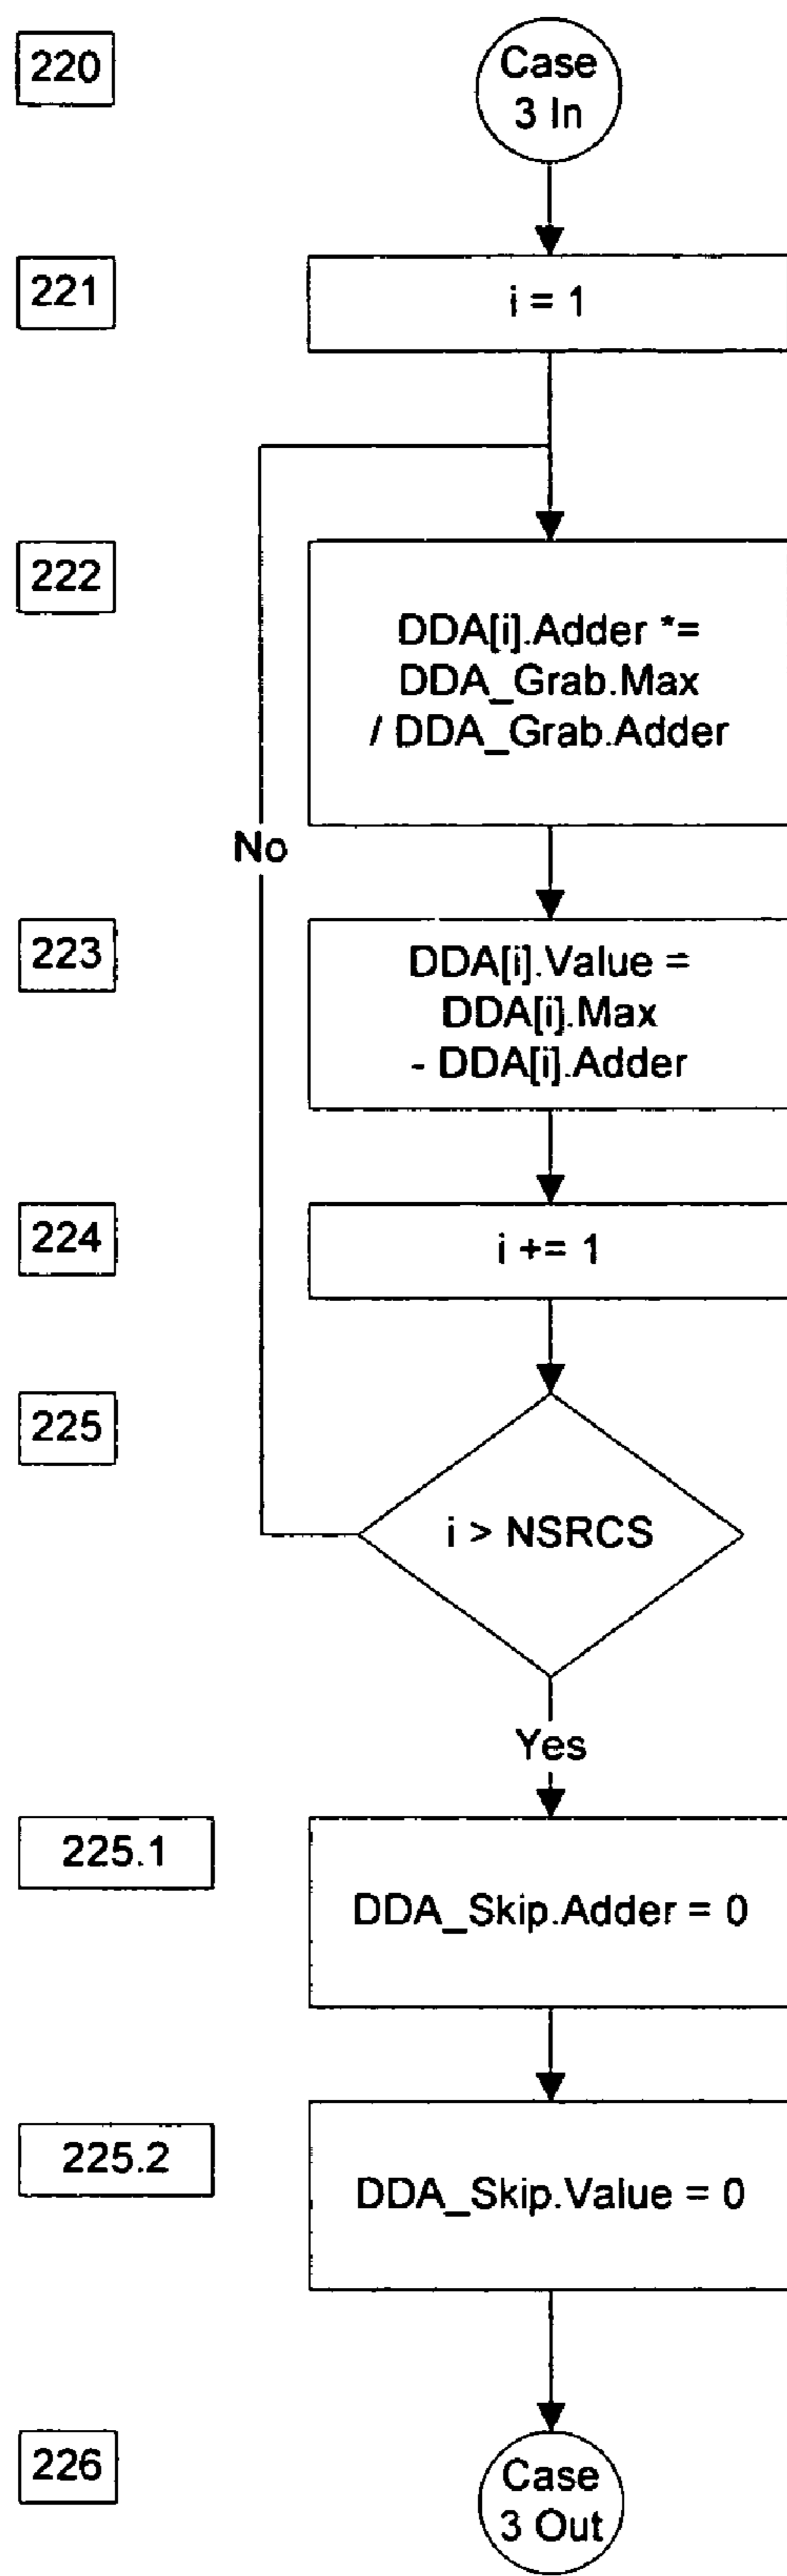 220
Case
3 In
221
i = 1
222
DDA[i].Adder *=
DDA_Grab.Max
/ DDA_Grab.Adder
No
223
DDA[i].Value =
DDA[i].Max
- DDA[i].Adder
224
i += 1
225
i > NSRCS
Yes
225.1
DDA_Skip.Adder = 0
225.2
DDA_Skip.Value = 0
226
Case
3 Out